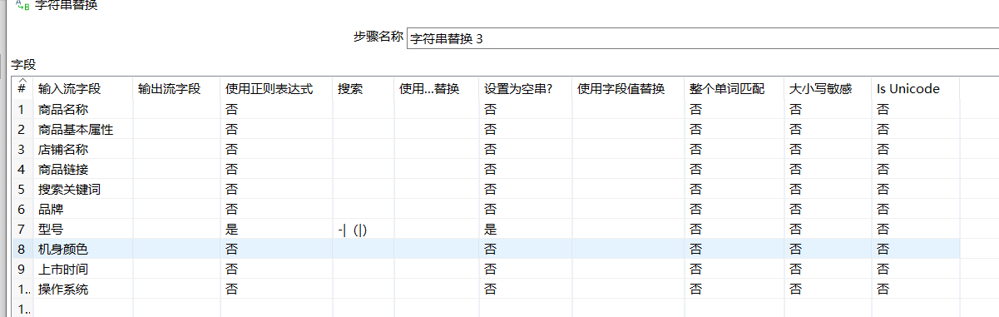 字符串替换
步骤名称 字符串替换 3
字段
# 输入流字段 输出流字段 使用正则表达式 搜索 使用...替换 设置为空串? 使用字段值替换 整个单词匹配 大小写敏感 Is Unicode
1 商品名称 否 否 否 否 否
2 商品基本属性 否 否 否 否 否
3 店铺名称 否 否 否 否 否
4 商品链接 否 否 否 否 否
5 搜索关键词 否 否 否 否 否
6 品牌 否 否 否 否 否
7 型号 是 -|（|） 是 否 否 否
8 机身颜色 否 否 否 否 否
9 上市时间 否 否 否 否 否
1.. 操作系统 否 否 否 否 否
1..